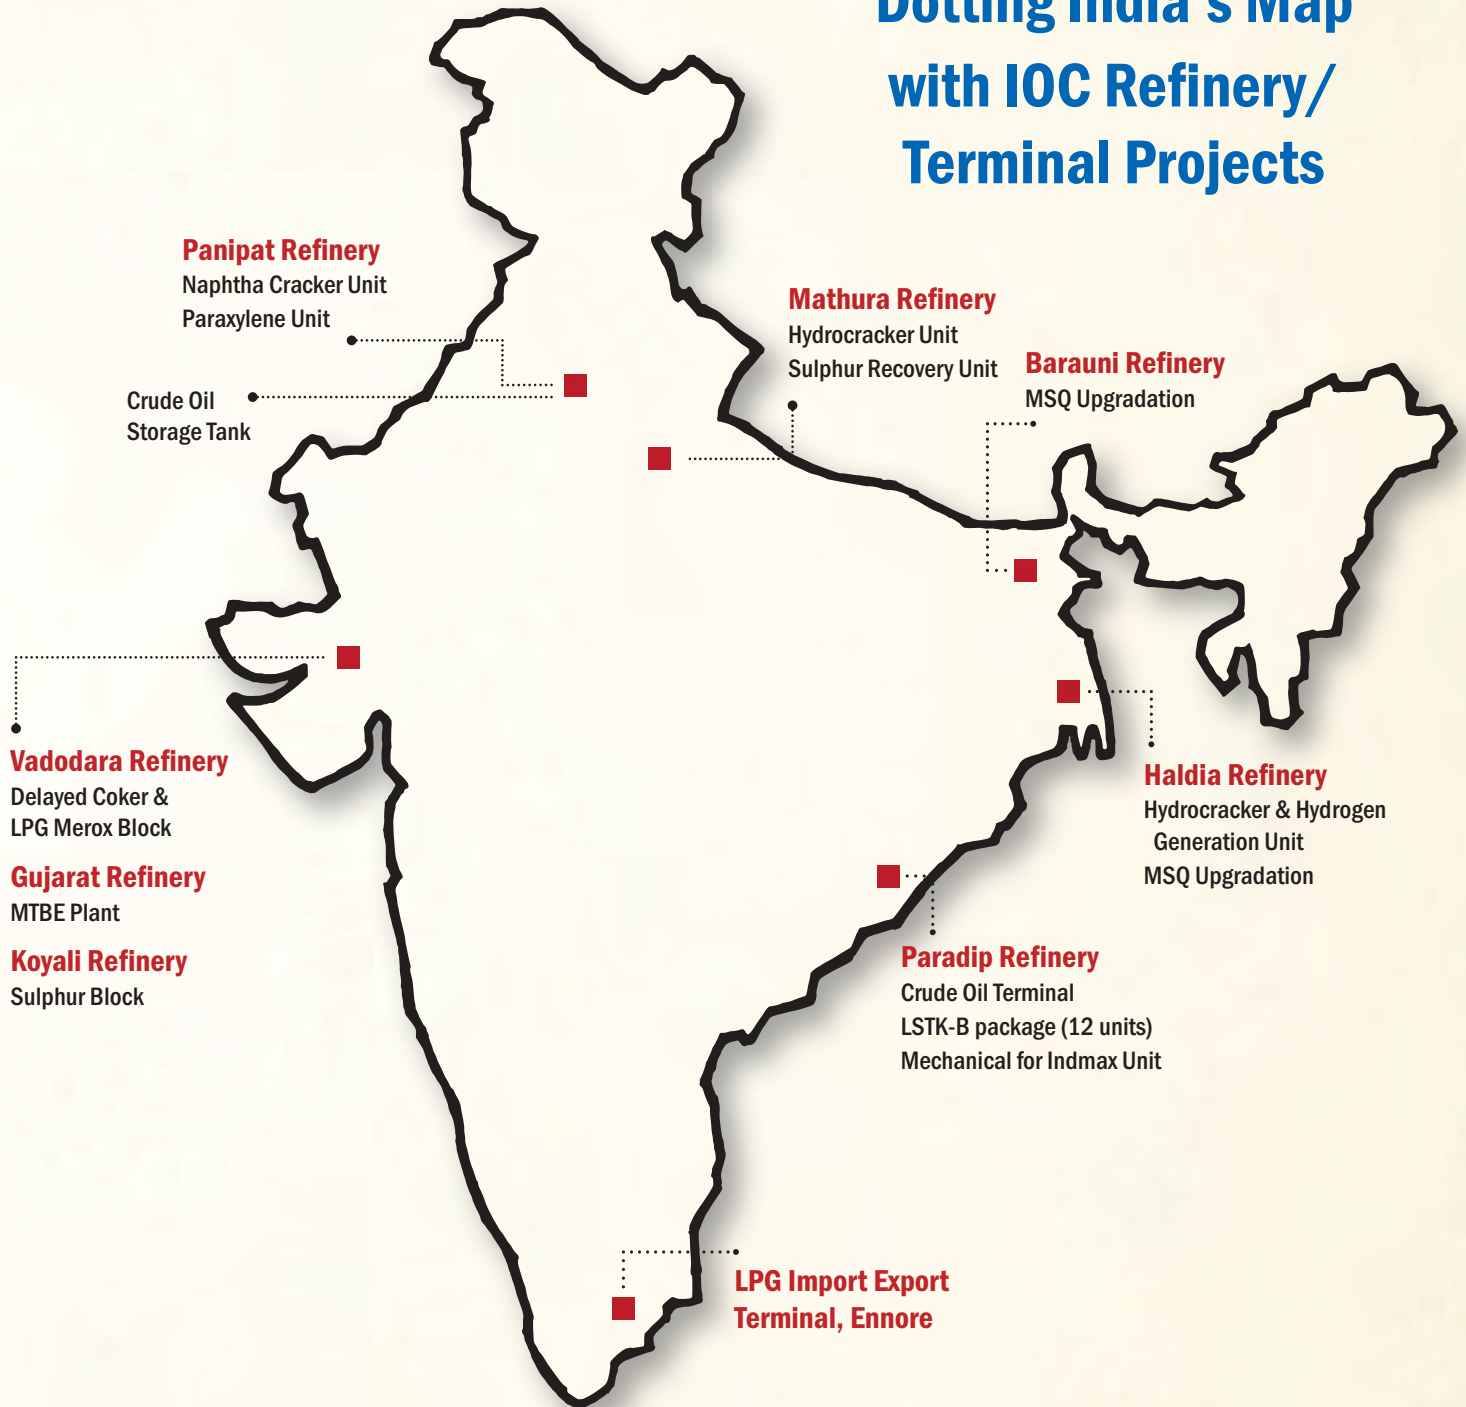 Dotting India's Map
with IOC Refinery/
Terminal Projects
Panipat Refinery
Naphtha Cracker Unit
Paraxylene Unit
Crude Oil
Storage Tank
Mathura Refinery
Hydrocracker Unit
Sulphur Recovery Unit
Barauni Refinery
MSQ Upgradation
Vadodara Refinery
Delayed Coker &
LPG Merox Block
Gujarat Refinery
MTBE Plant
Koyali Refinery
Sulphur Block
Haldia Refinery
Hydrocracker & Hydrogen
Generation Unit
MSQ Upgradation
Paradip Refinery
Crude Oil Terminal
LSTK-B package (12 units)
Mechanical for Indmax Unit
LPG Import Export
Terminal, Ennore